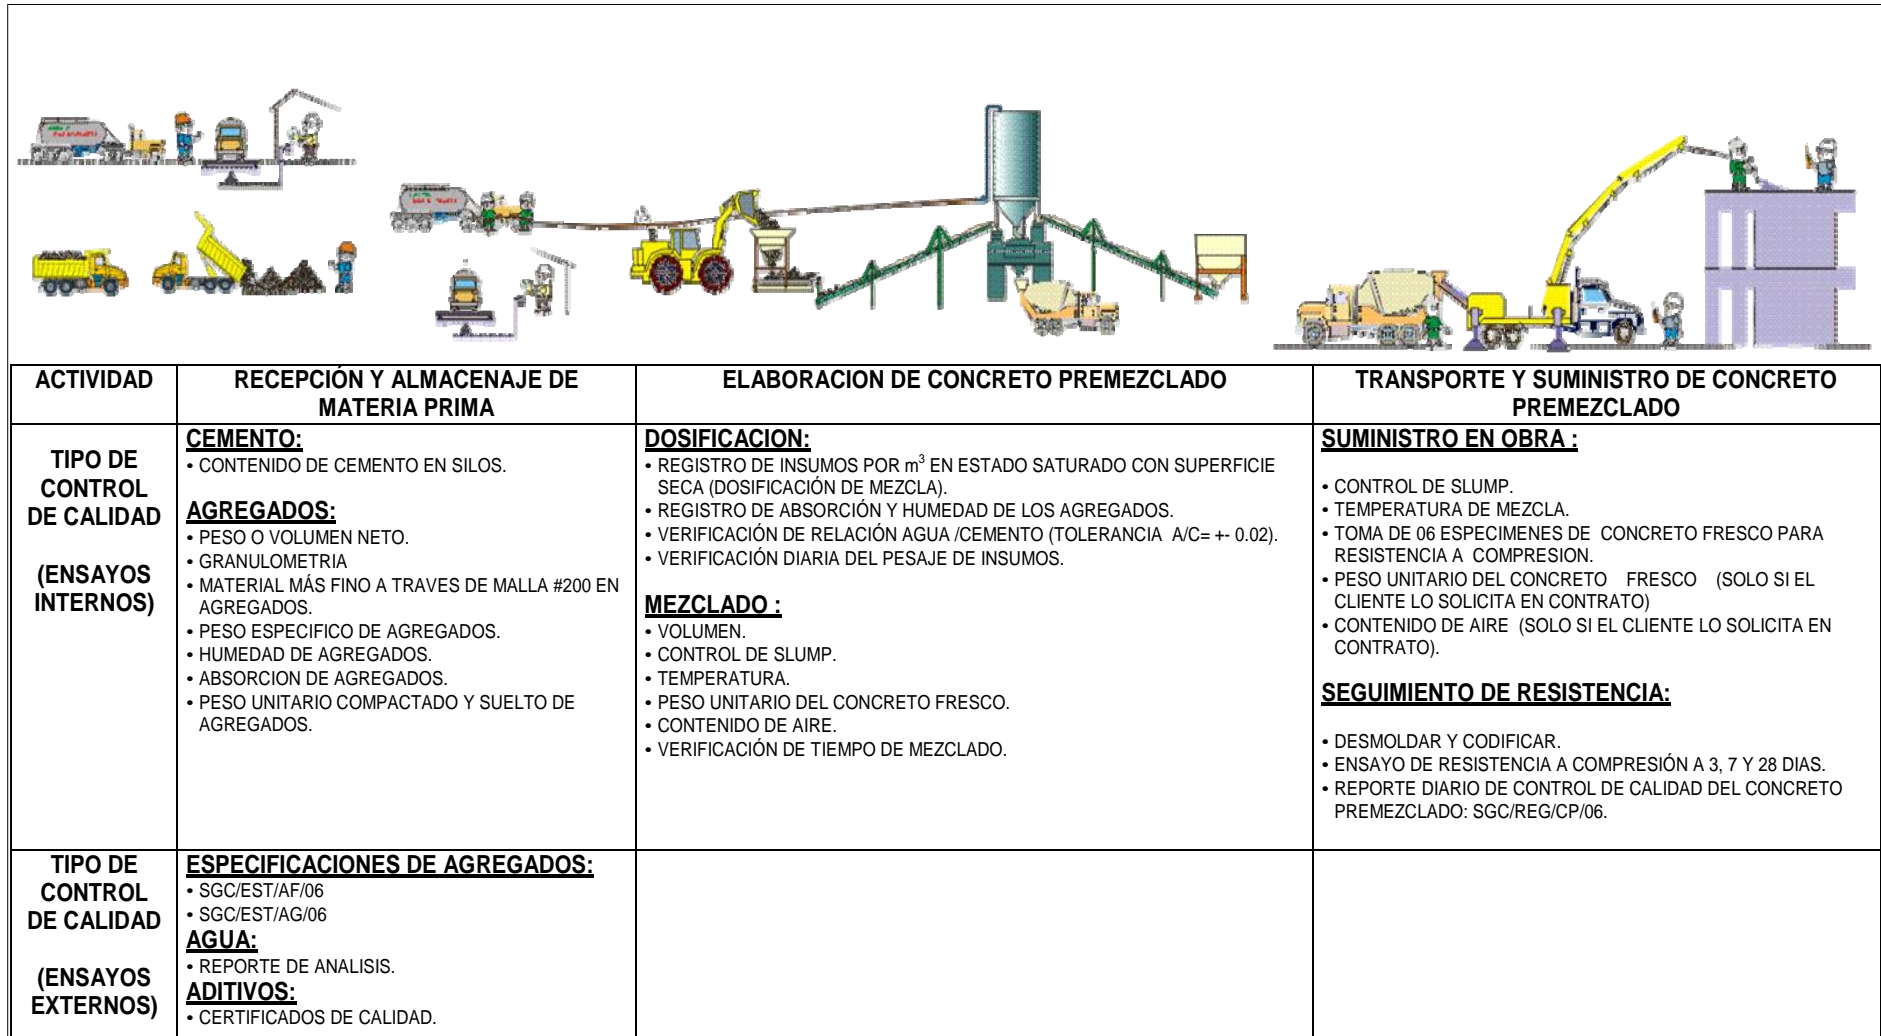 ACTIVIDAD
RECEPCIÓN Y ALMACENAJE DE
MATERIA PRIMA
ELABORACION DE CONCRETO PREMEZCLADO
TRANSPORTE Y SUMINISTRO DE CONCRETO
PREMEZCLADO
TIPO DE
CONTROL
DE CALIDAD
(ENSAYOS
INTERNOS)
CEMENTO:
• CONTENIDO DE CEMENTO EN SILOS.
AGREGADOS:
• PESO O VOLUMEN NETO.
• GRANULOMETRIA
• MATERIAL MÁS FINO A TRAVES DE MALLA #200 EN
AGREGADOS.
• PESO ESPECIFICO DE AGREGADOS.
• HUMEDAD DE AGREGADOS.
• ABSORCION DE AGREGADOS.
• PESO UNITARIO COMPACTADO Y SUELTO DE
AGREGADOS.
DOSIFICACION:
• REGISTRO DE INSUMOS POR m³ EN ESTADO SATURADO CON SUPERFICIE
SECA (DOSIFICACIÓN DE MEZCLA).
• REGISTRO DE ABSORCIÓN Y HUMEDAD DE LOS AGREGADOS.
• VERIFICACIÓN DE RELACIÓN AGUA /CEMENTO (TOLERANCIA A/C= +- 0.02).
• VERIFICACIÓN DIARIA DEL PESAJE DE INSUMOS.
MEZCLADO :
• VOLUMEN.
• CONTROL DE SLUMP.
• TEMPERATURA.
• PESO UNITARIO DEL CONCRETO FRESCO.
• CONTENIDO DE AIRE.
• VERIFICACIÓN DE TIEMPO DE MEZCLADO.
SUMINISTRO EN OBRA :
• CONTROL DE SLUMP.
• TEMPERATURA DE MEZCLA.
• TOMA DE 06 ESPECIMENES DE CONCRETO FRESCO PARA
RESISTENCIA A COMPRESION.
• PESO UNITARIO DEL CONCRETO FRESCO (SOLO SI EL
CLIENTE LO SOLICITA EN CONTRATO)
• CONTENIDO DE AIRE (SOLO SI EL CLIENTE LO SOLICITA EN
CONTRATO).
SEGUIMIENTO DE RESISTENCIA:
• DESMOLDAR Y CODIFICAR.
• ENSAYO DE RESISTENCIA A COMPRESIÓN A 3, 7 Y 28 DIAS.
• REPORTE DIARIO DE CONTROL DE CALIDAD DEL CONCRETO
PREMEZCLADO: SGC/REG/CP/06.
TIPO DE
CONTROL
DE CALIDAD
(ENSAYOS
EXTERNOS)
ESPECIFICACIONES DE AGREGADOS:
• SGC/EST/AF/06
• SGC/EST/AG/06
AGUA:
• REPORTE DE ANALISIS.
ADITIVOS:
• CERTIFICADOS DE CALIDAD.